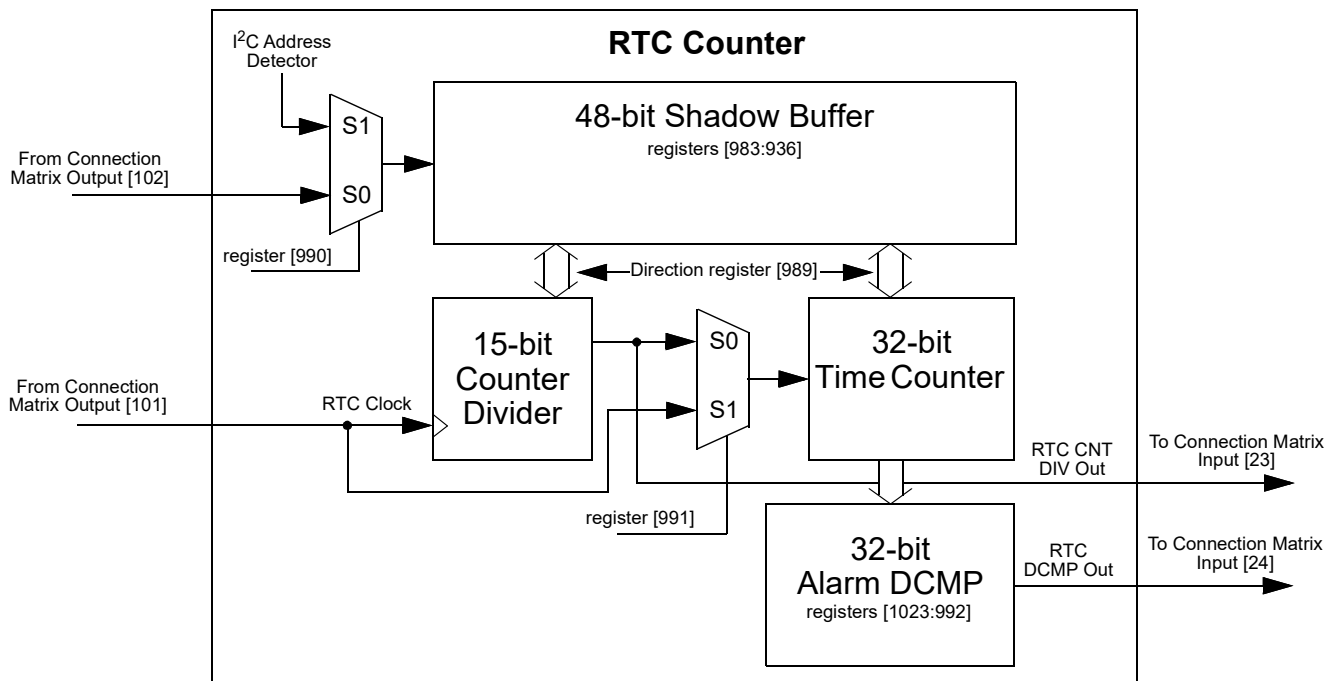 RTC Counter
I²C Address
Detector
48-bit Shadow Buffer
registers [983:936]
S1
S0
From Connection
Matrix Output [102]
register [990]
Direction register [989]
15-bit
Counter
Divider
S0
S1
32-bit
Time Counter
From Connection
Matrix Output [101]
RTC Clock
RTC CNT
DIV Out
To Connection Matrix
Input [23]
register [991]
32-bit
Alarm DCMP
registers [1023:992]
RTC
DCMP Out
To Connection Matrix
Input [24]